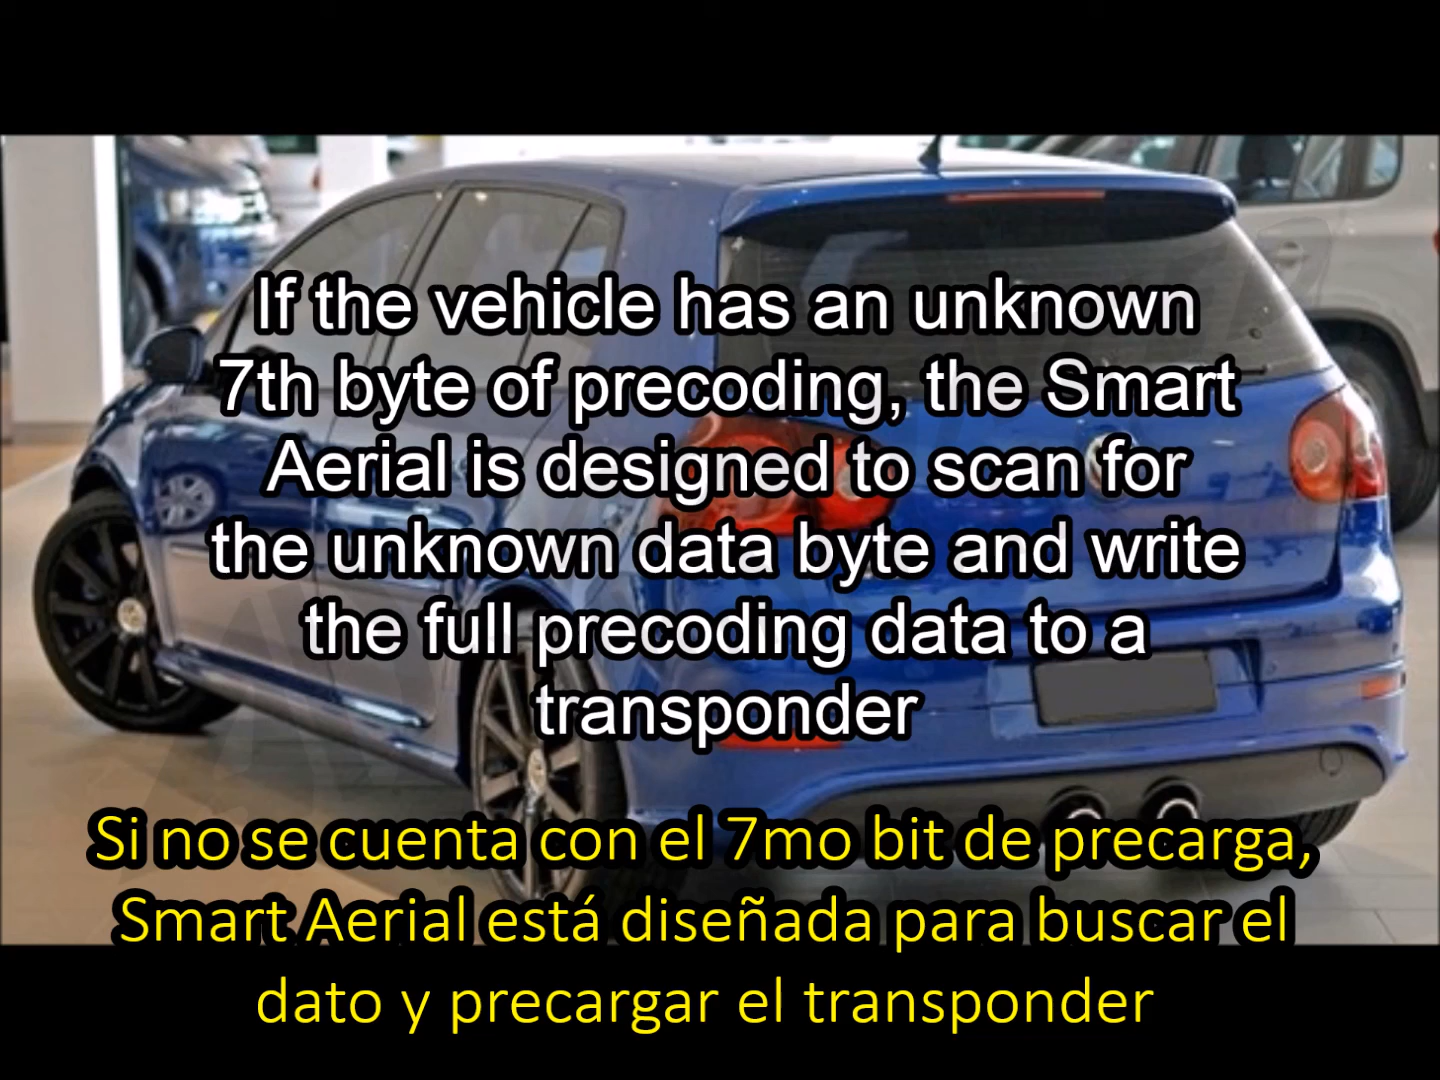 If the vehicle has an unknown
7th byte of precoding, the Smart
Aerial is designed to scan for
the unknown data byte and write
the full precoding data to a
transponder
Si no se cuenta con el 7mo bit de precarga,
Smart Aerial está diseñada para buscar el
dato y precargar el transponder